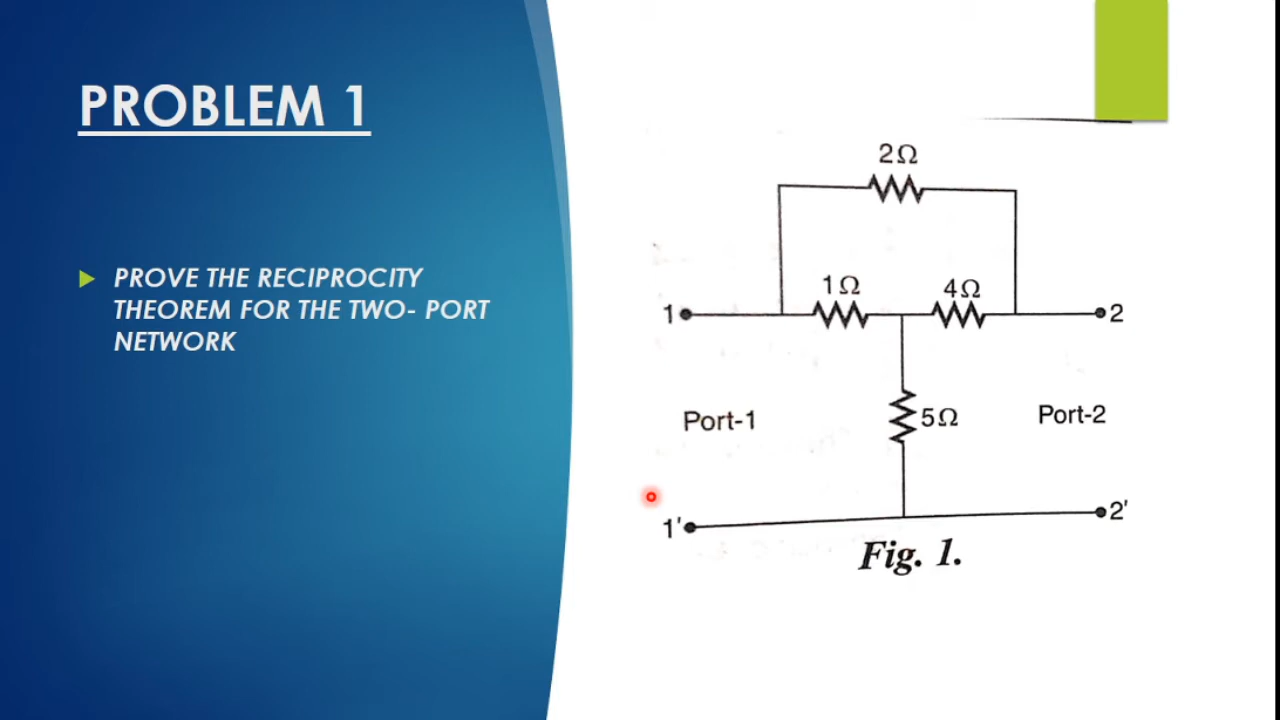 PROBLEM 1
PROVE THE RECIPROCITY
THEOREM FOR THE TWO- PORT
NETWORK
2Ω
1Ω
4Ω
1
2
Port-1
5Ω
Port-2
1'
2'
Fig. 1.